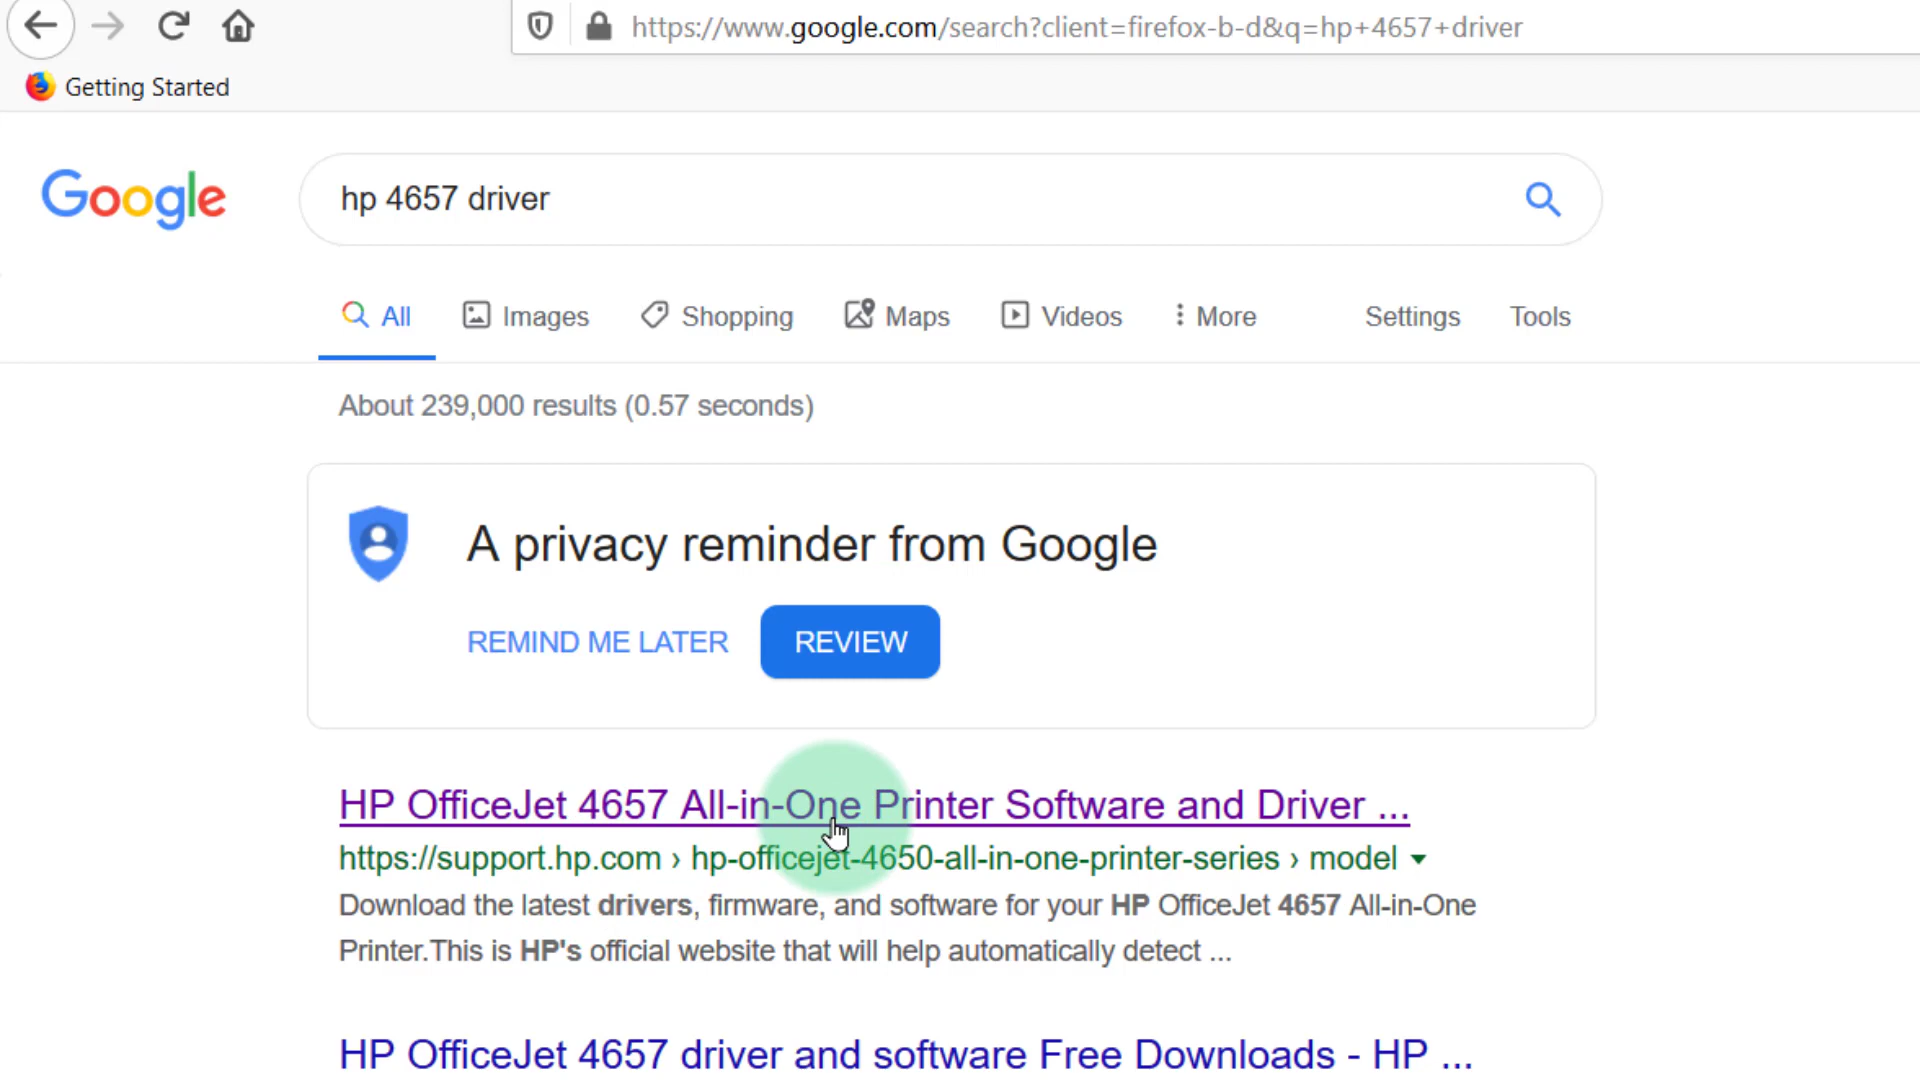 https://www.google.com/search?client=firefox-b-d&q=hp+4657+driver
Getting Started
Google
hp 4657 driver
All Images Shopping Maps Videos More Settings Tools
About 239,000 results (0.57 seconds)
A privacy reminder from Google
REMIND ME LATER REVIEW
HP OfficeJet 4657 All-in-One Printer Software and Driver ...
https://support.hp.com › hp-officejet-4650-all-in-one-printer-series › model
Download the latest drivers, firmware, and software for your HP OfficeJet 4657 All-in-One
Printer.This is HP's official website that will help automatically detect ...
HP OfficeJet 4657 driver and software Free Downloads - HP ...